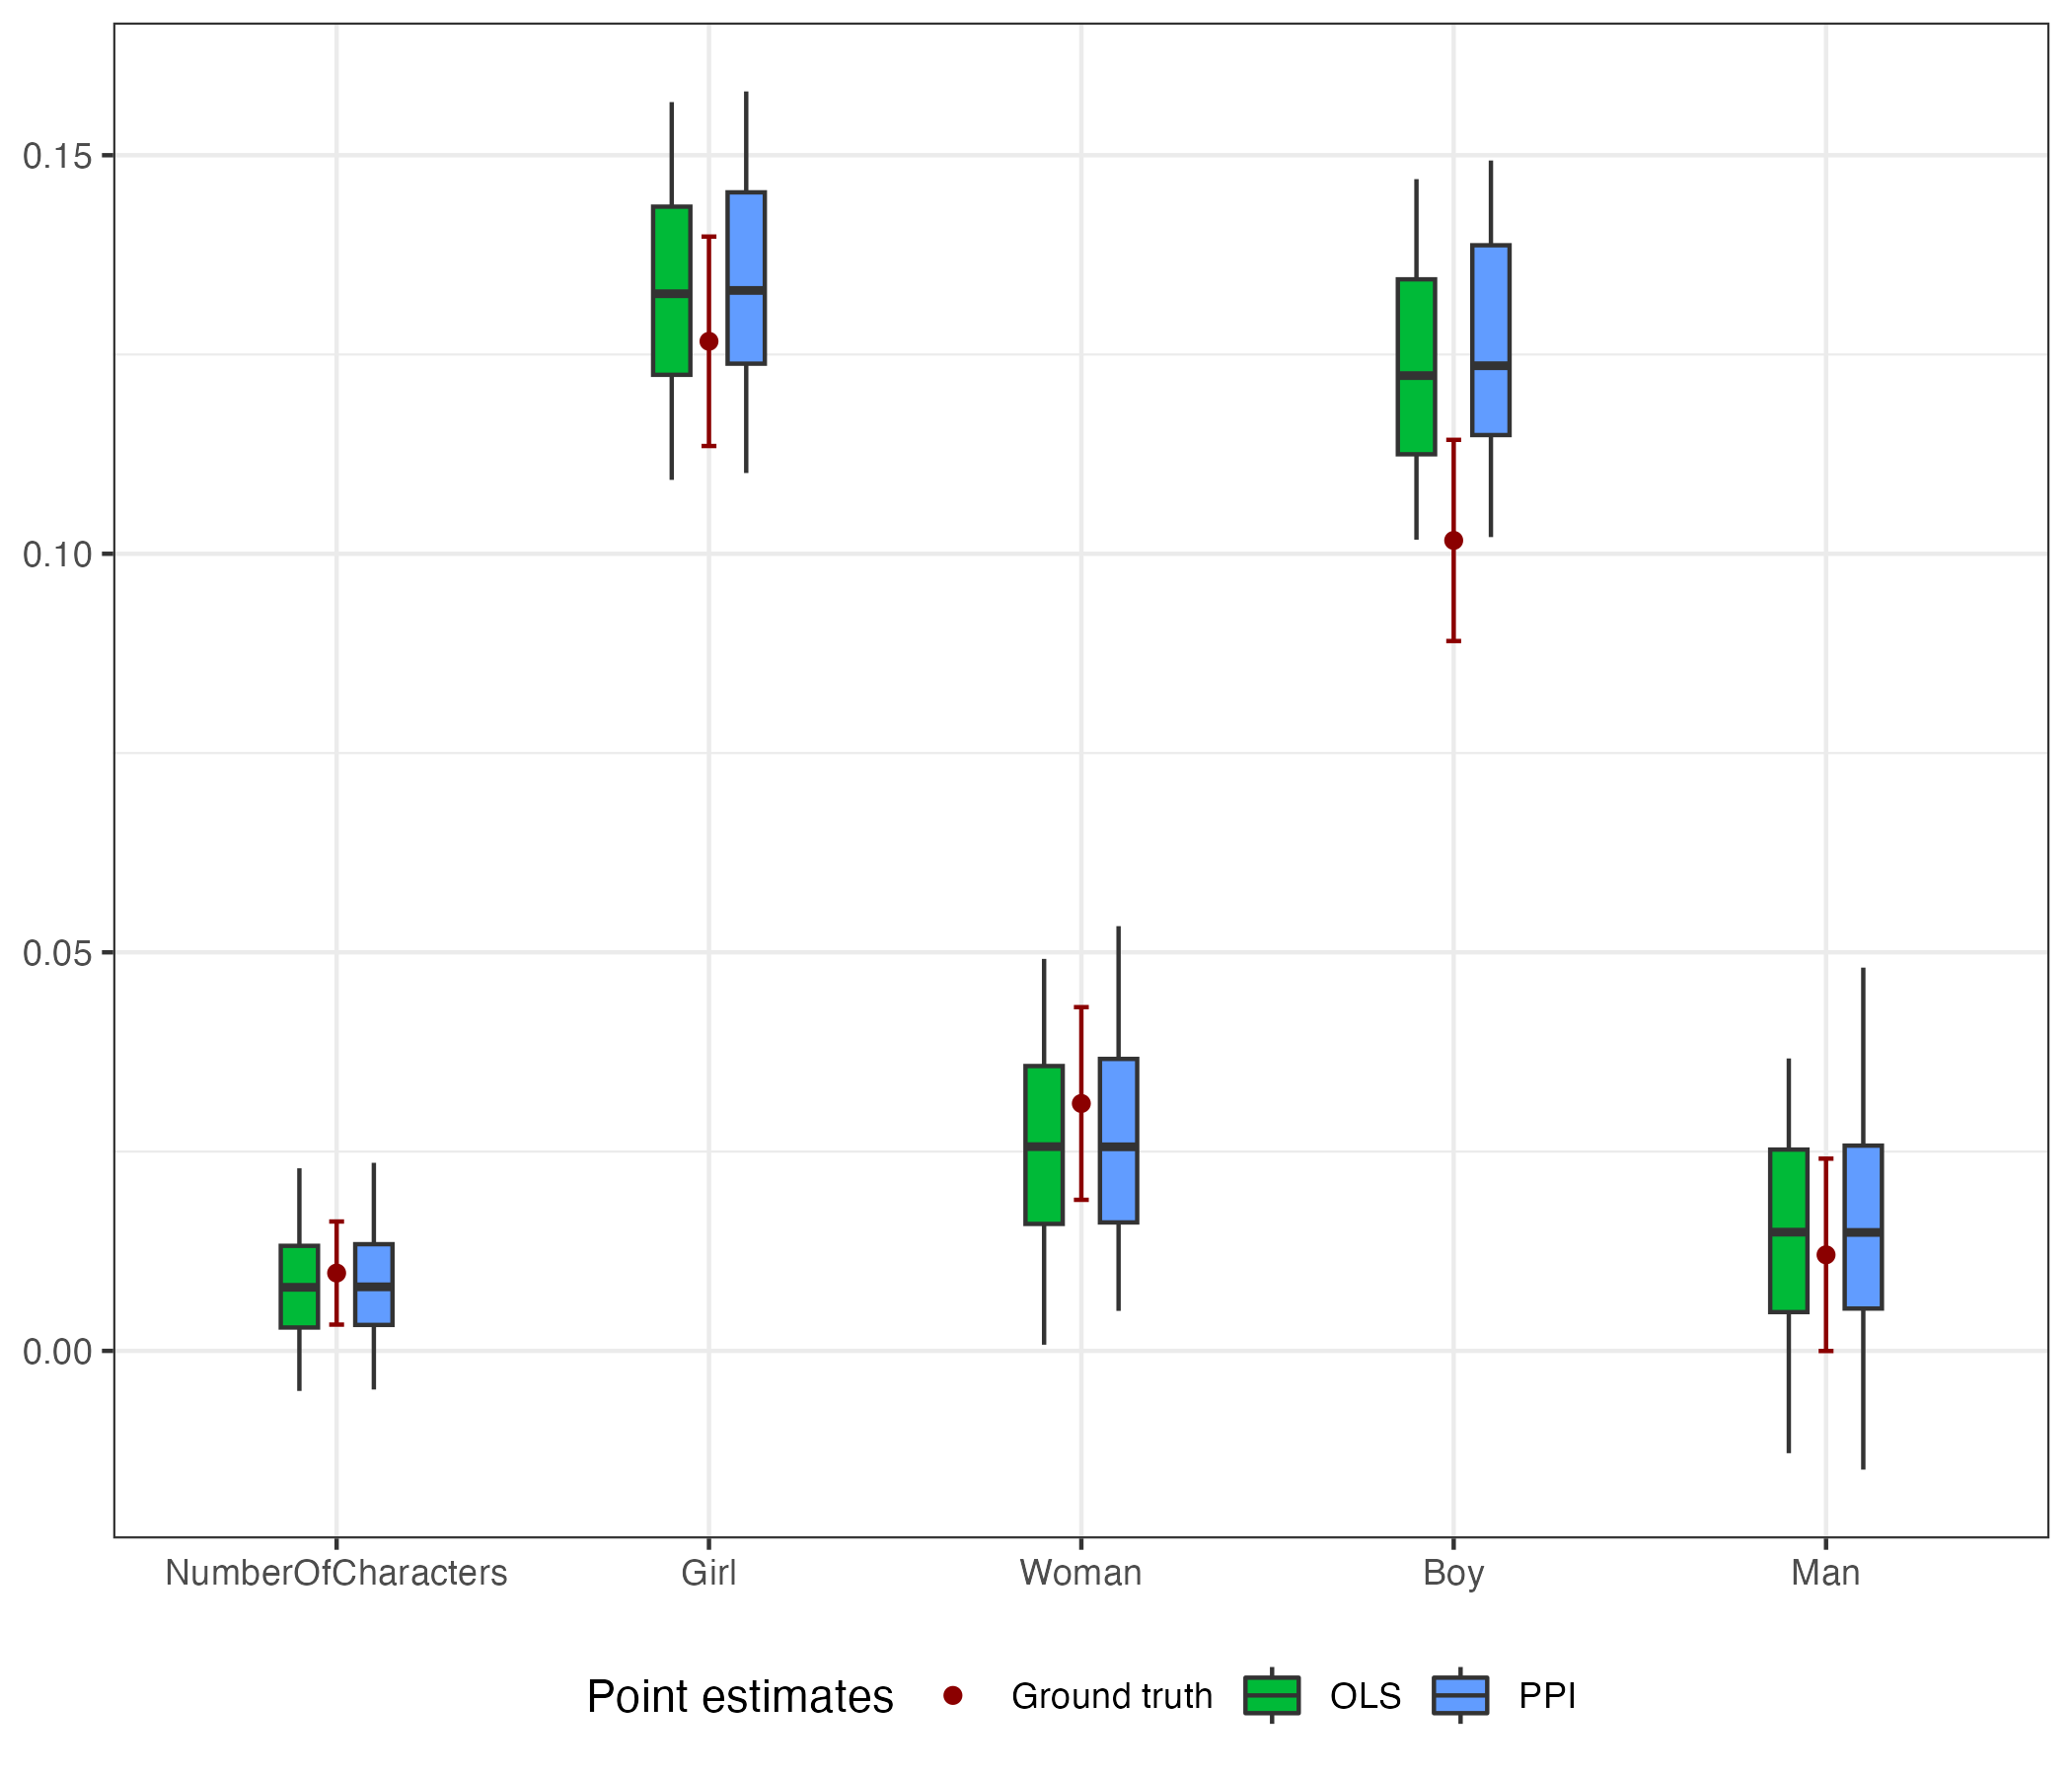 0.15
0.10
0.05
0.00
NumberOfCharacters Girl Woman Boy Man
Point estimates Ground truth OLS PPI